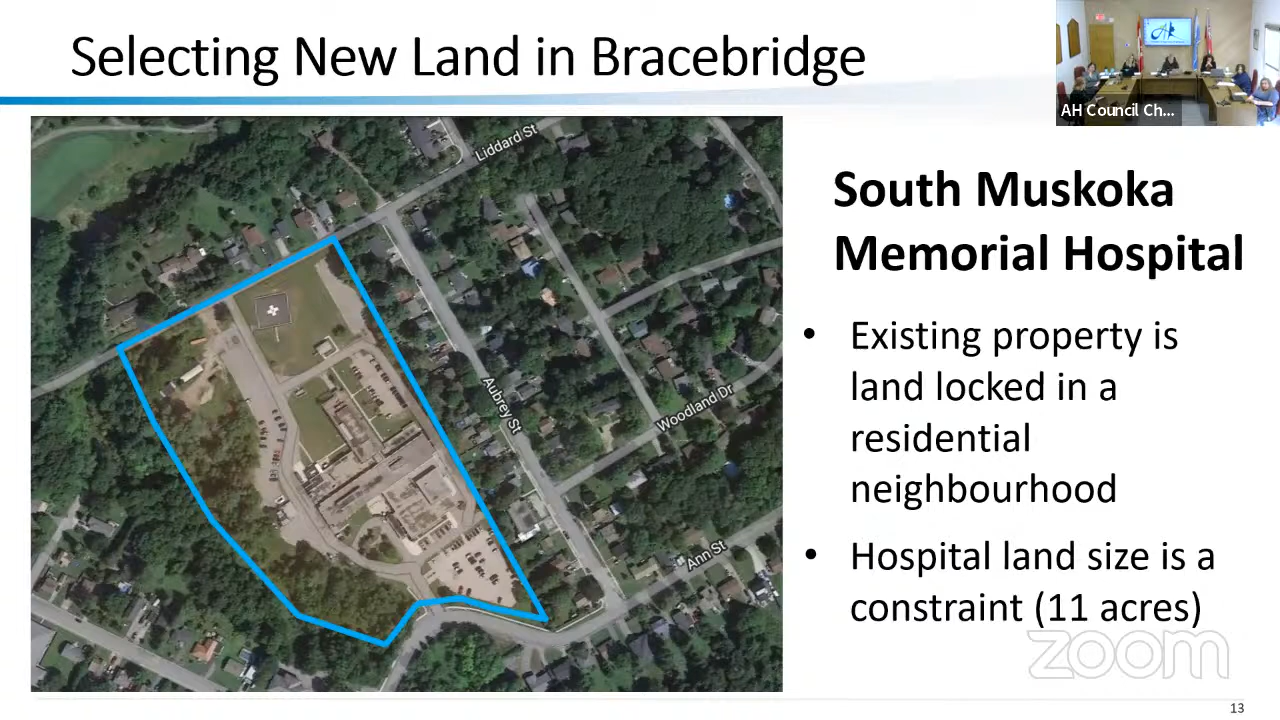 Selecting New Land in Bracebridge
AH Council Ch...
Liddard St
Aubrey St
Woodland Dr
Ann St
South Muskoka
Memorial Hospital
• Existing property is
land locked in a
residential
neighbourhood
• Hospital land size is a
constraint (11 acres)
zoom
13